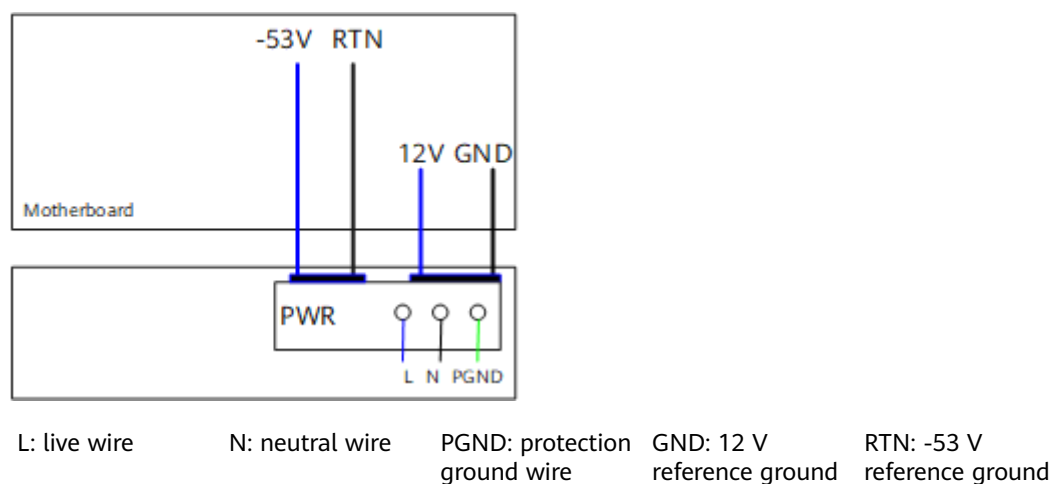 -53V RTN
12V GND
Motherboard
PWR
L N PGND
L: live wire
N: neutral wire
PGND: protection
ground wire
GND: 12 V
reference ground
RTN: -53 V
reference ground